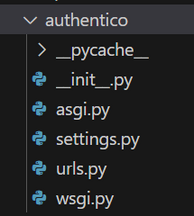 authentico
__pycache__
__init__.py
asgi.py
settings.py
urls.py
wsgi.py